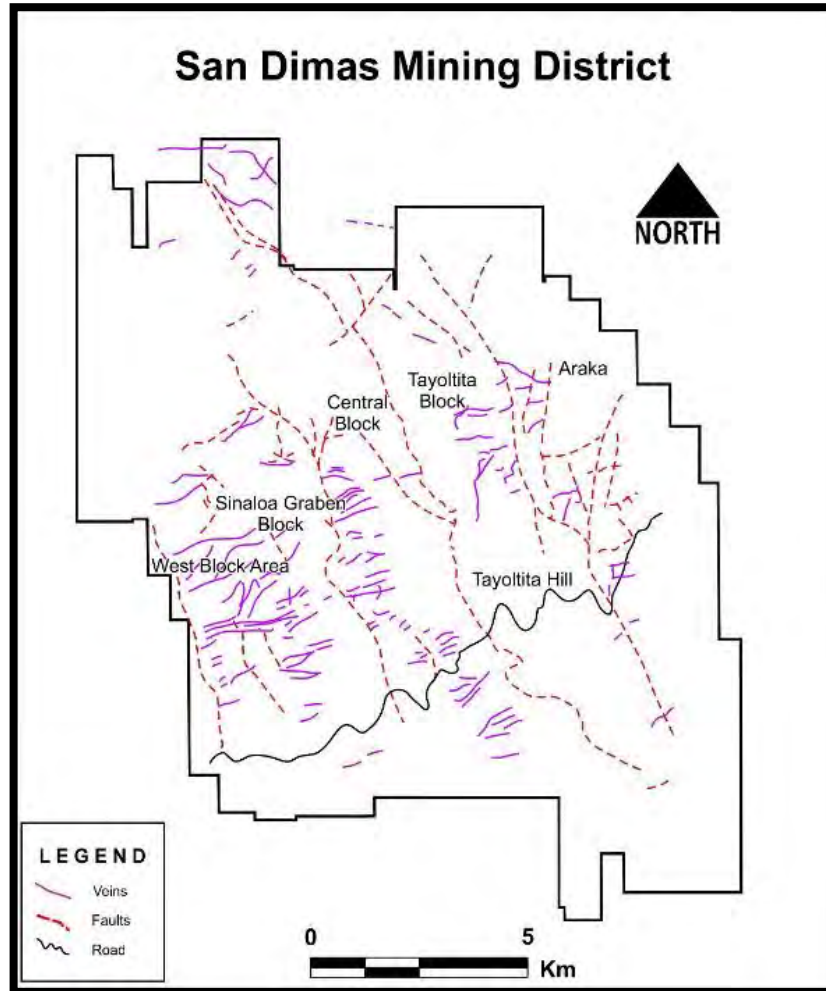 San Dimas Mining District
NORTH
Araka
Tayoltita
Block
Central
Block
Sinaloa Graben
Block
West Block Area
Tayoltita Hill
LEGEND
Veins
Faults
Road
0
5
Km